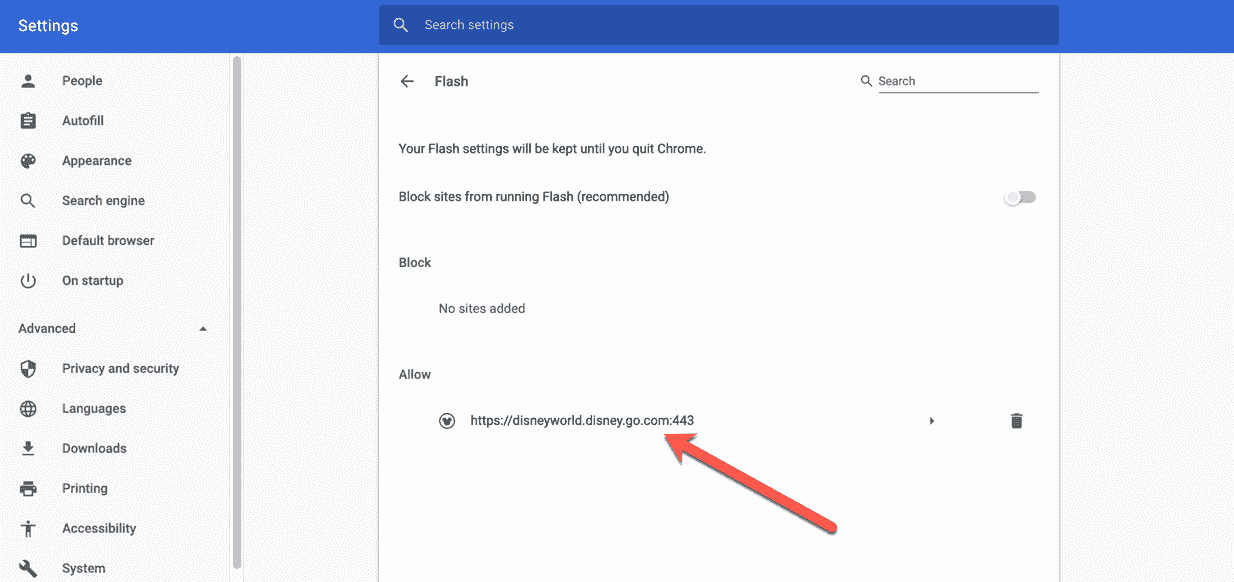 Settings
Search settings
People
Autofill
Appearance
Search engine
Default browser
On startup
Advanced
Privacy and security
Languages
Downloads
Printing
Accessibility
System
Flash
Search
Your Flash settings will be kept until you quit Chrome.
Block sites from running Flash (recommended)
Block
No sites added
Allow
https://disneyworld.disney.go.com:443